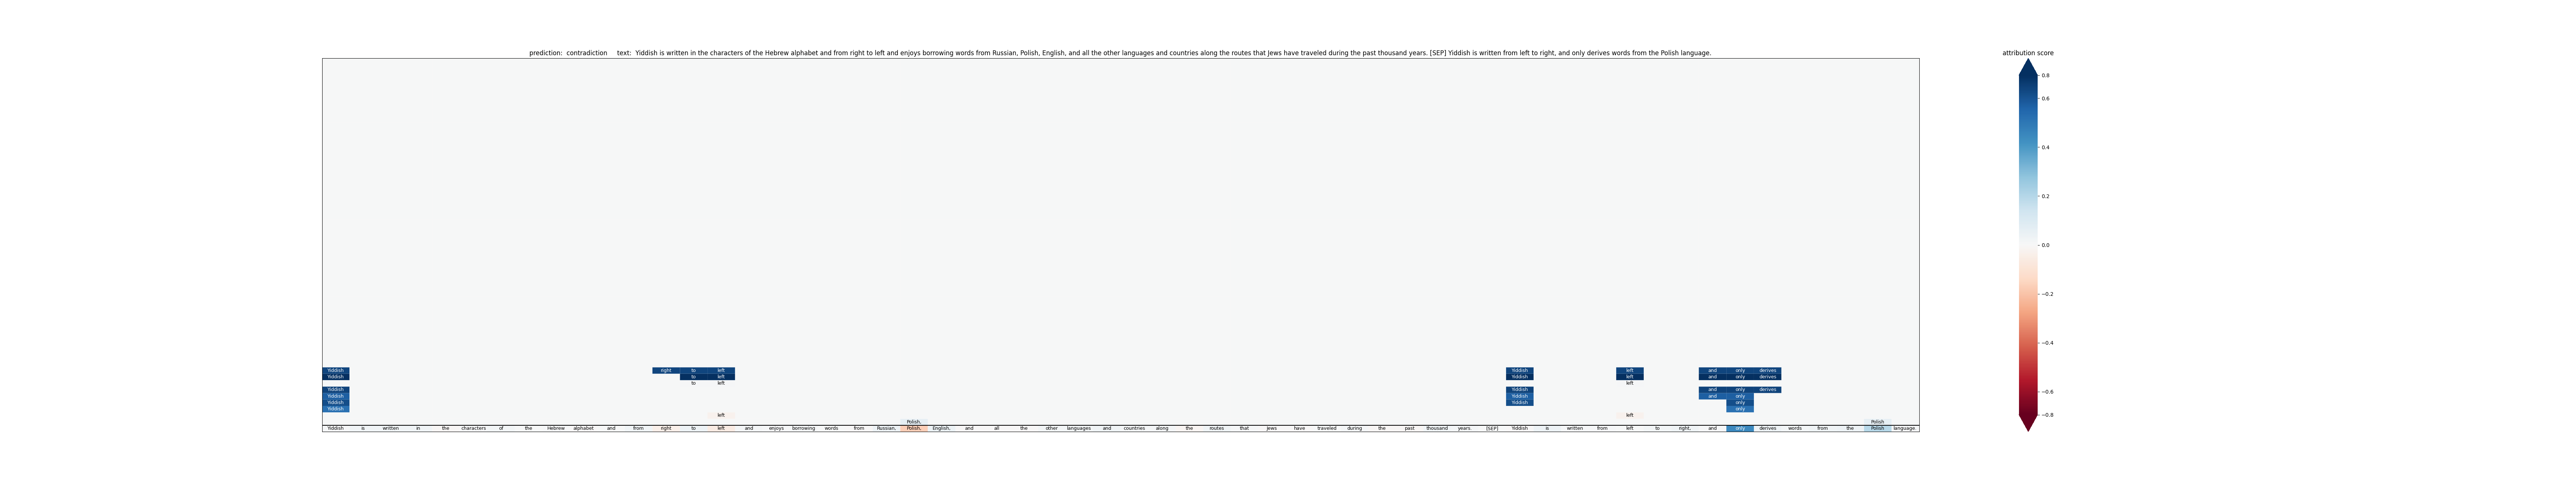 prediction:  contradiction     text:  Yiddish is written in the characters of the Hebrew alphabet and from right to left and enjoys borrowing words from Russian, Polish, English, and all the other languages and countries along the routes that Jews have traveled during the past thousand years. [SEP] Yiddish is written from left to right, and only derives words from the Polish language.
attribution score
0.8
0.6
0.4
0.2
0.0
−0.2
−0.4
−0.6
−0.8
Yiddish right to left Yiddish left and only derives
Yiddish to left Yiddish left and only derives
to left left
Yiddish Yiddish and only derives
Yiddish Yiddish and only
Yiddish Yiddish only
Yiddish only
left left
Polish, Polish
Yiddish is written in the characters of the Hebrew alphabet and from right to left and enjoys borrowing words from Russian, Polish, English, and all the other languages and countries along the routes that Jews have traveled during the past thousand years. [SEP] Yiddish is written from left to right, and only derives words from the Polish language.